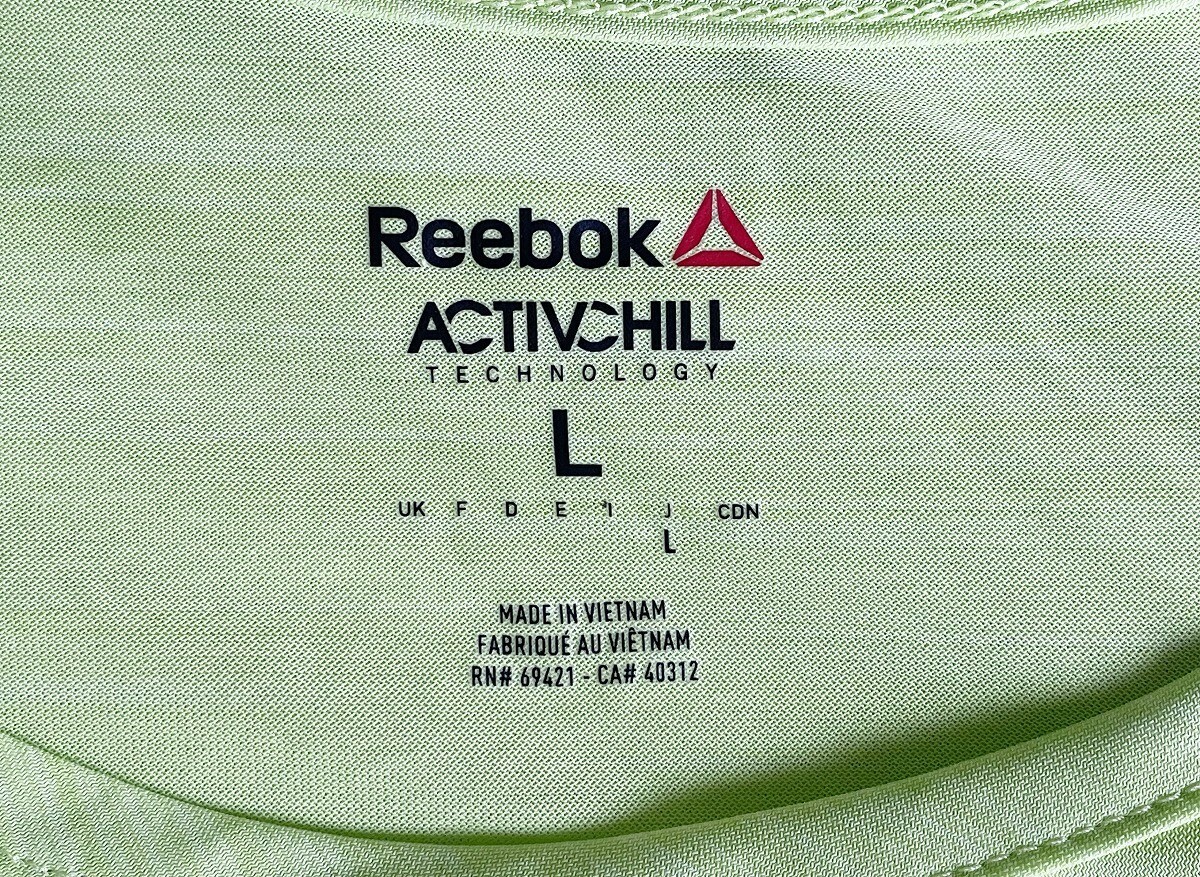 Reebok
ACTIVCHILL
TECHNOLOGY
L
UK F D E I J CDN
L
MADE IN VIETNAM
FABRIQUÉ AU VIÊTNAM
RN# 69421 - CA# 40312